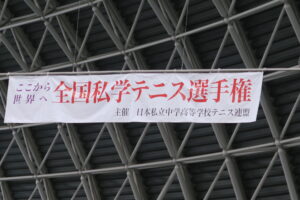 ここから
世界へ
全国私学テニス選手権
主催 日本私立中学高等学校テニス連盟